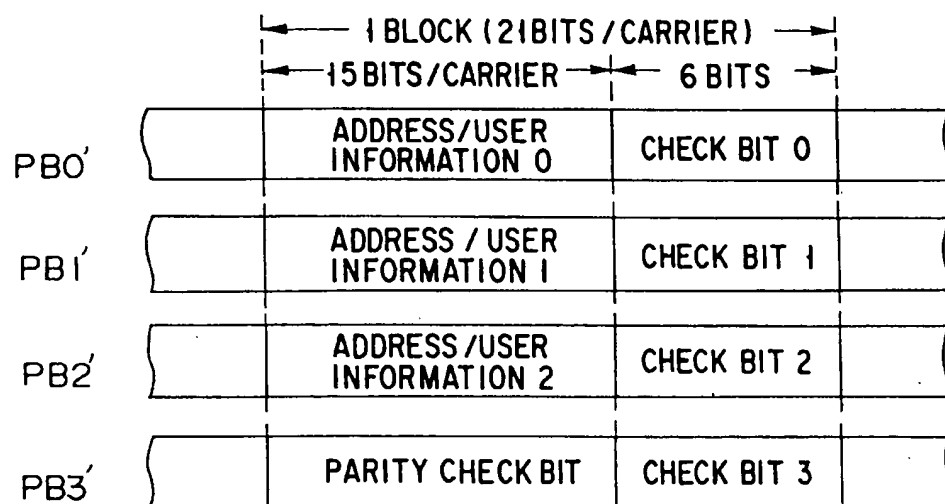 1 BLOCK (21BITS/CARRIER)
15 BITS/CARRIER 6 BITS
PB0' ADDRESS/USER INFORMATION 0 CHECK BIT 0
PB1' ADDRESS / USER INFORMATION 1 CHECK BIT 1
PB2' ADDRESS/USER INFORMATION 2 CHECK BIT 2
PB3' PARITY CHECK BIT CHECK BIT 3